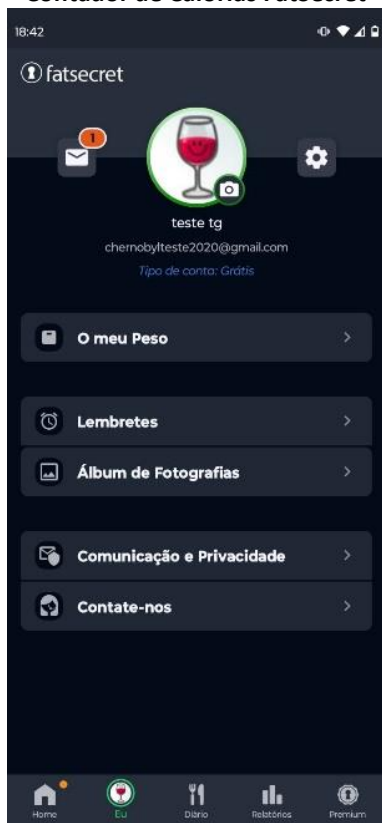 Contador de Calorias FatSecret
18:42
fatsecret
1
teste tg
chernobylteste2020@gmail.com
Tipo de conta: Grátis
O meu Peso
Lembretes
Álbum de Fotografias
Comunicação e Privacidade
Contate-nos
Home Eu Diário Relatórios Premium